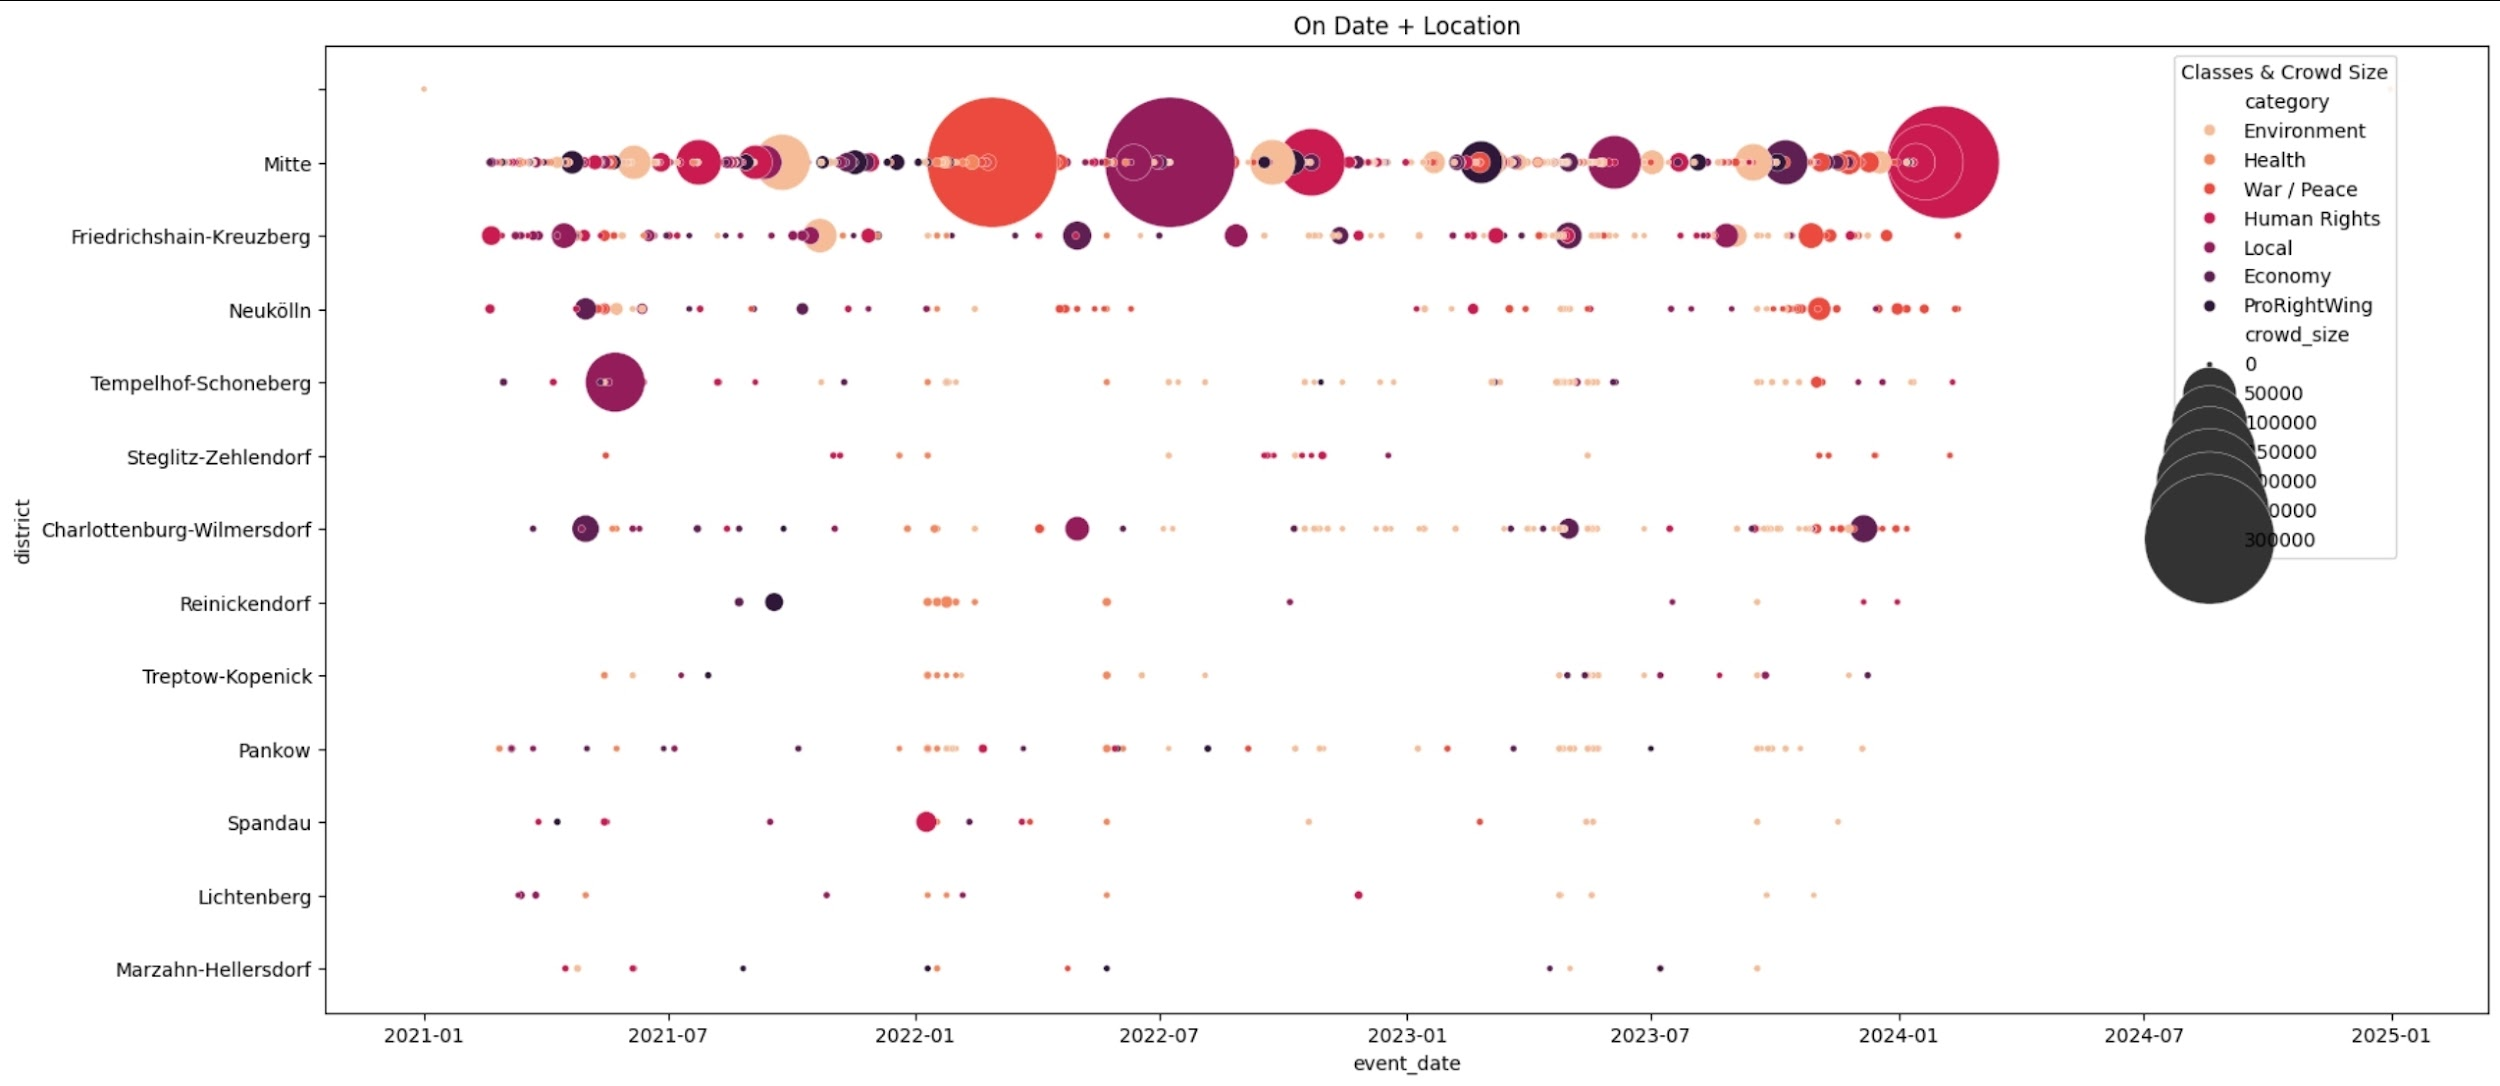 On Date + Location
Classes & Crowd Size
category
Environment
Health
War / Peace
Human Rights
Local
Economy
ProRightWing
crowd_size
0
50000
100000
50000
00000
0000
300000
district
Mitte
Friedrichshain-Kreuzberg
Neukölln
Tempelhof-Schoneberg
Steglitz-Zehlendorf
Charlottenburg-Wilmersdorf
Reinickendorf
Treptow-Kopenick
Pankow
Spandau
Lichtenberg
Marzahn-Hellersdorf
2021-01 2021-07 2022-01 2022-07 2023-01 2023-07 2024-01 2024-07 2025-01
event_date